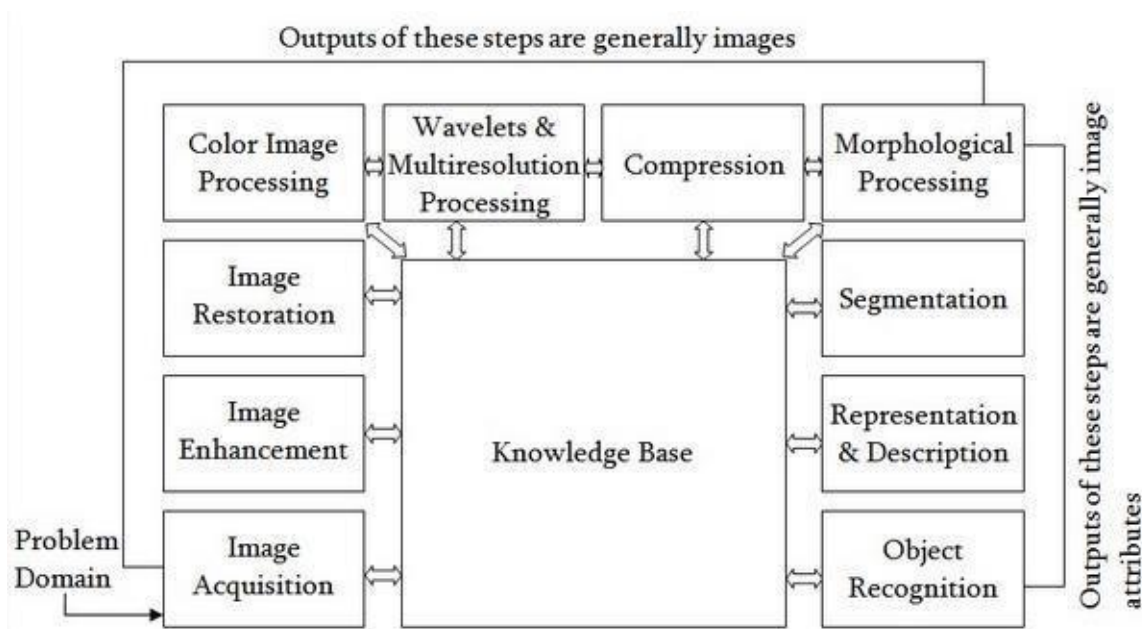 Outputs of these steps are generally images
Color Image
Processing
Wavelets &
Multiresolution
Processing
Compression
Morphological
Processing
Image
Restoration
Segmentation
Image
Enhancement
Knowledge Base
Representation
& Description
Problem
Domain
Image
Acquisition
Object
Recognition
Outputs of these steps are generally image
attributes